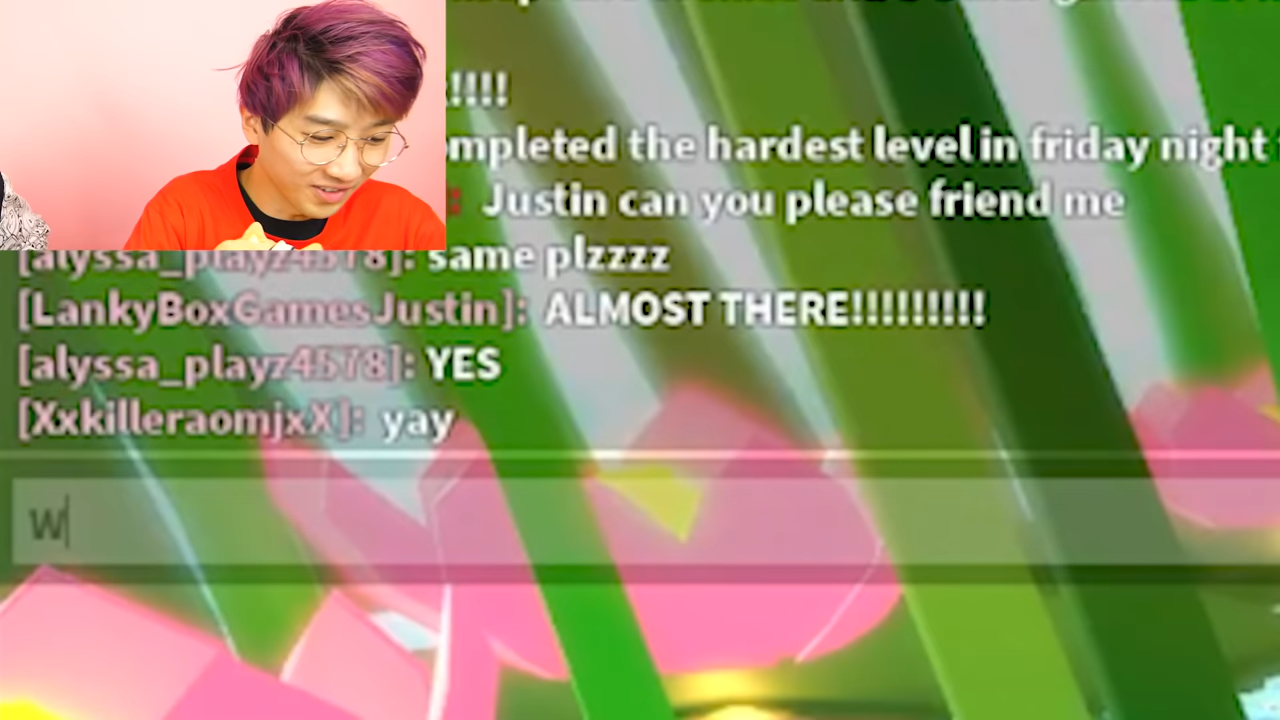 !!!!
ompleted the hardest level in friday night
: Justin can you please friend me
[alyssa_playz4578]: same plzzzz
[LankyBoxGamesJustin]: ALMOST THERE!!!!!!!!!!
[alyssa_playz4578]: YES
[XxkilleraomjxX]: yay
w